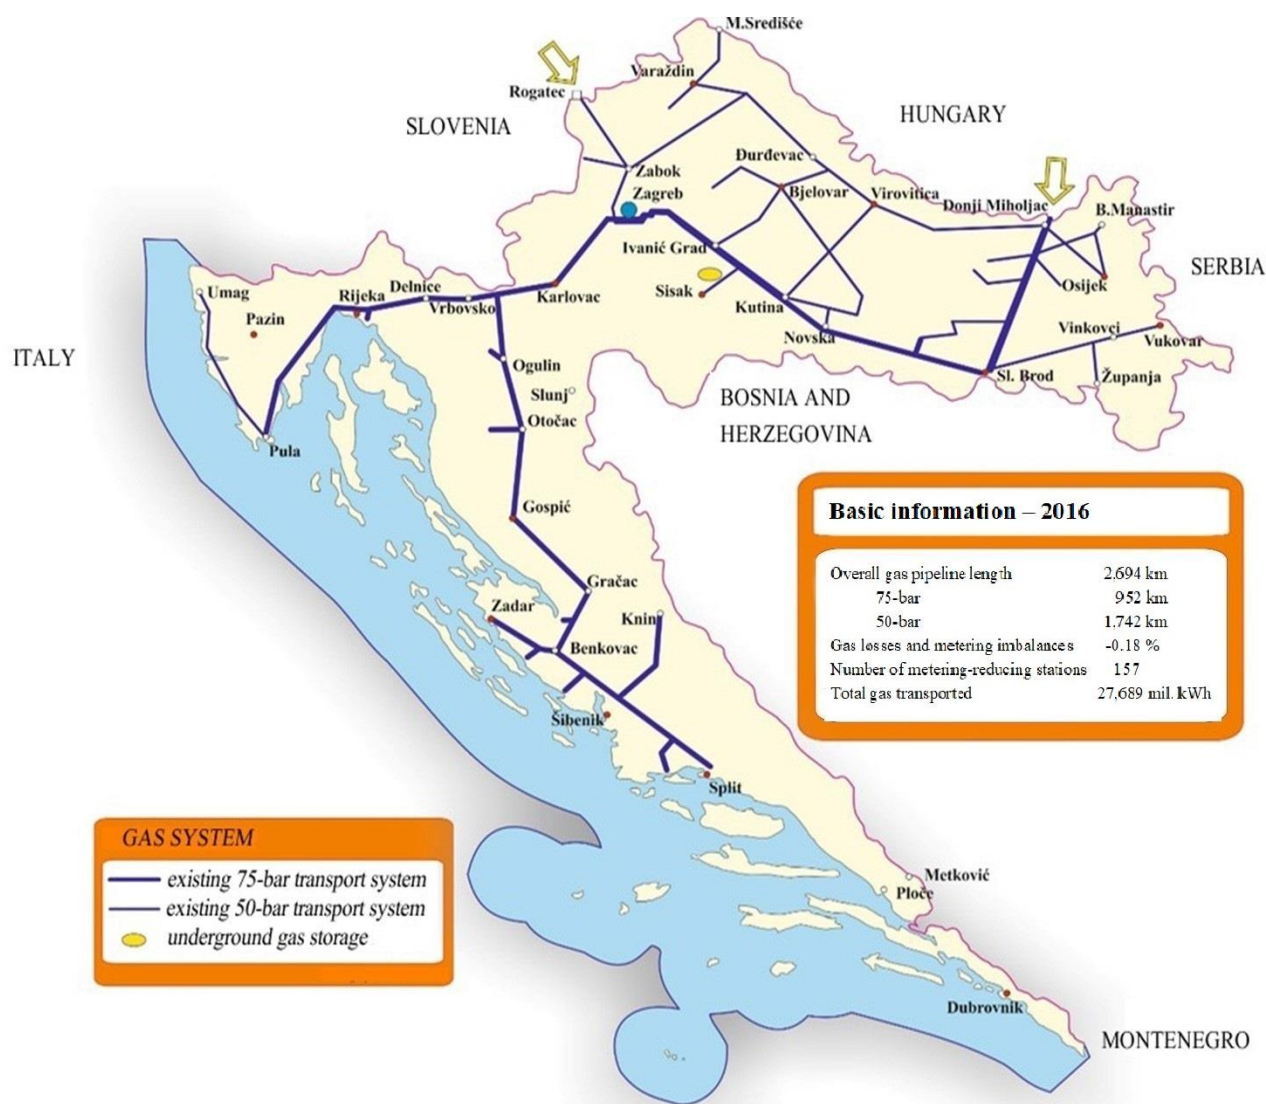 M.Središće
Varaždin
Rogatec
SLOVENIA
HUNGARY
Đurđevac
Zabok
Zagreb
Bjelovar
Virovitica
Donji Miholjac
B.Manastir
Ivanić Grad
SERBIA
Umag
Delnice
Rijeka
Vrbovsko
Karlovac
Sisak
Kutina
Osijek
Pazin
Novska
Vinkovci
Vukovar
ITALY
Ogulin
Slunj
Sl. Brod
Županja
BOSNIA AND
HERZEGOVINA
Otočac
Pula
Gospić
Basic information – 2016
Overall gas pipeline length 2.694 km
75-bar 952 km
50-bar 1.742 km
Gas losses and metering imbalances -0.18 %
Number of metering-reducing stations 157
Total gas transported 27,689 mil. kWh
Gračac
Zadar
Knin
Benkovac
Šibenik
Split
GAS SYSTEM
existing 75-bar transport system
existing 50-bar transport system
underground gas storage
Metković
Ploče
Dubrovnik
MONTENEGRO